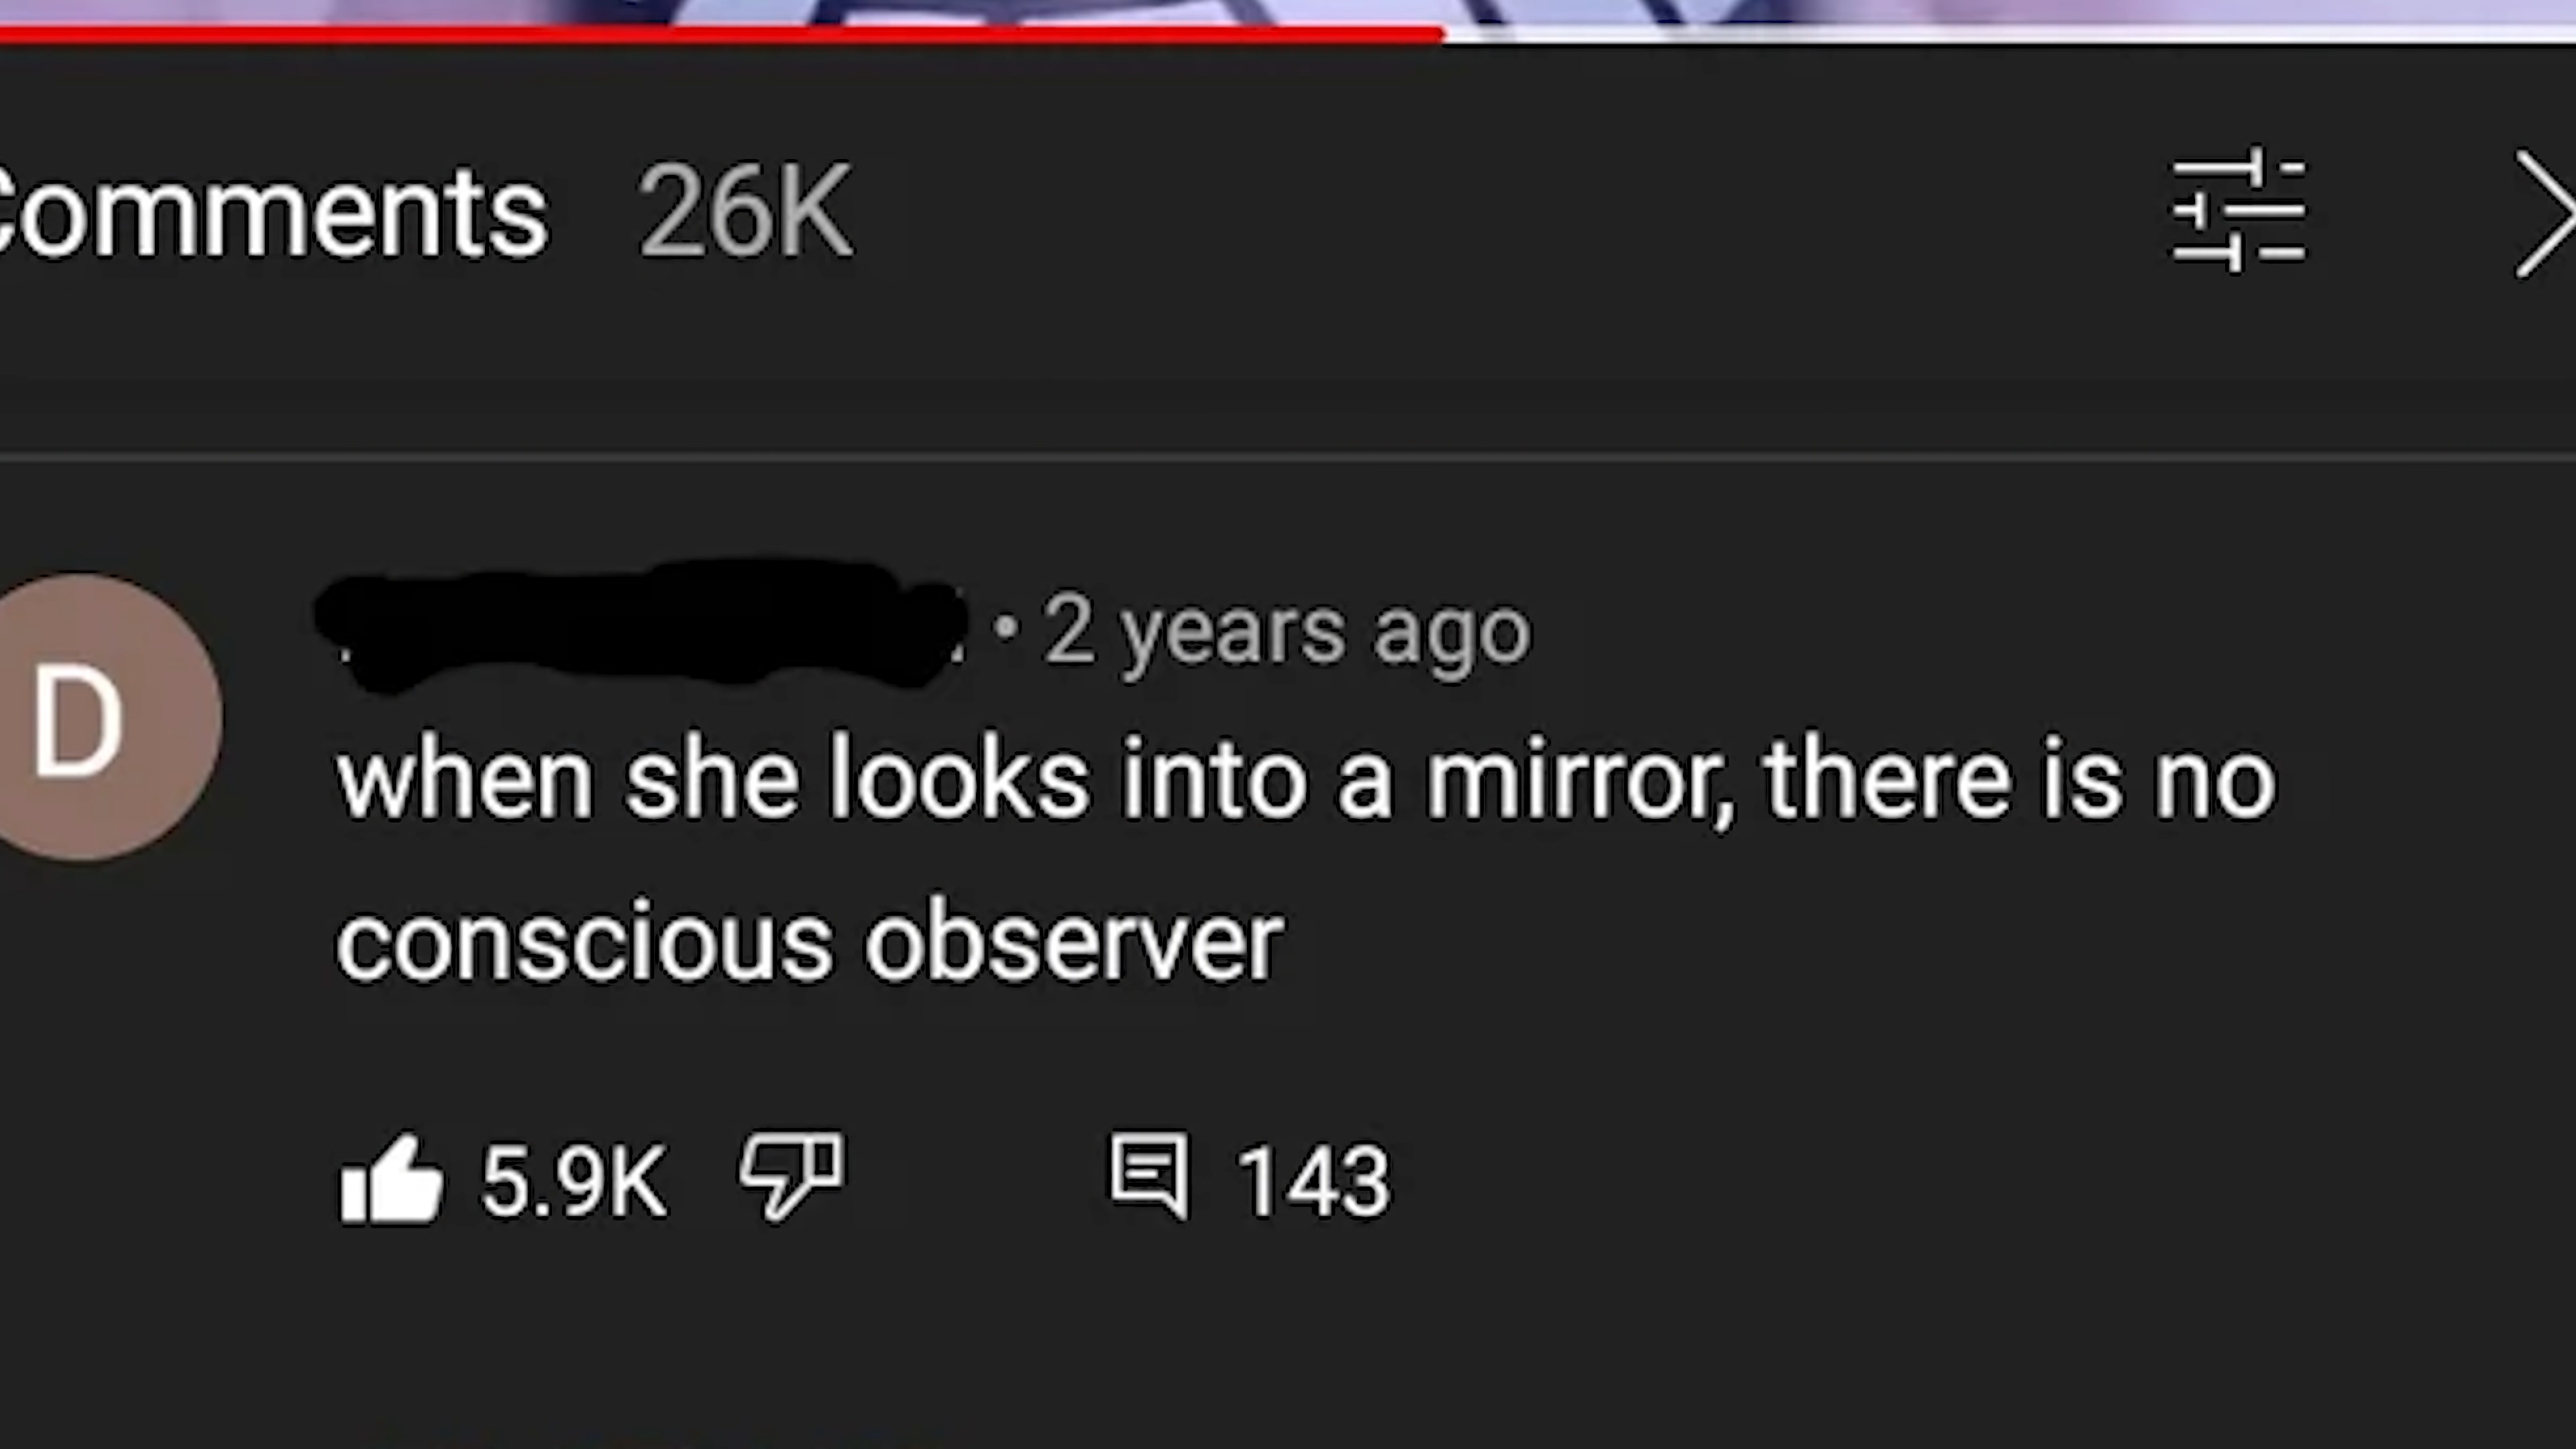 Comments 26K
D
• 2 years ago
when she looks into a mirror, there is no
conscious observer
5.9K 143